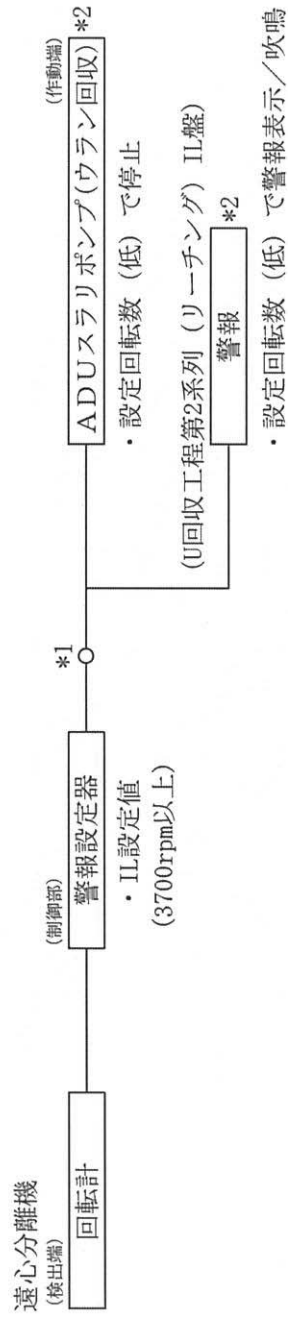 遠心分離機
(検出端)
回転計
(制御部)
警報設定器
・IL設定値
(3700rpm以上)
*1
(作動端)
ADUスラリポンプ(ウラン回収) *2
・設定回転数(低)で停止
(U回収工程第2系列(リーチング) IL盤)
警報 *2
・設定回転数(低)で警報表示/吹鳴